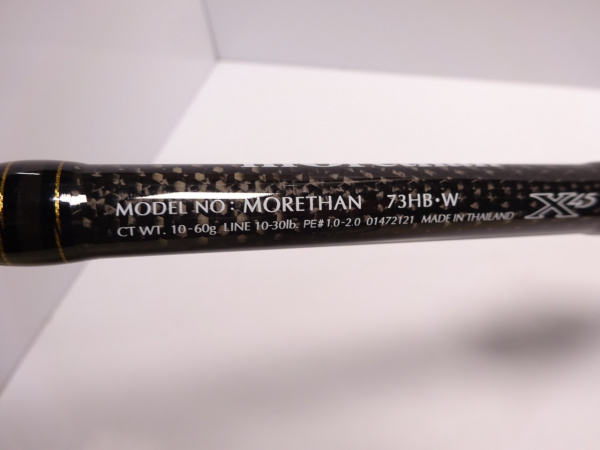 morethan
MODEL NO: MORETHAN 73HB·W X45
CT WT. 10-60g LINE 10-30lb. PE#1.0-2.0 01472121 MADE IN THAILAND